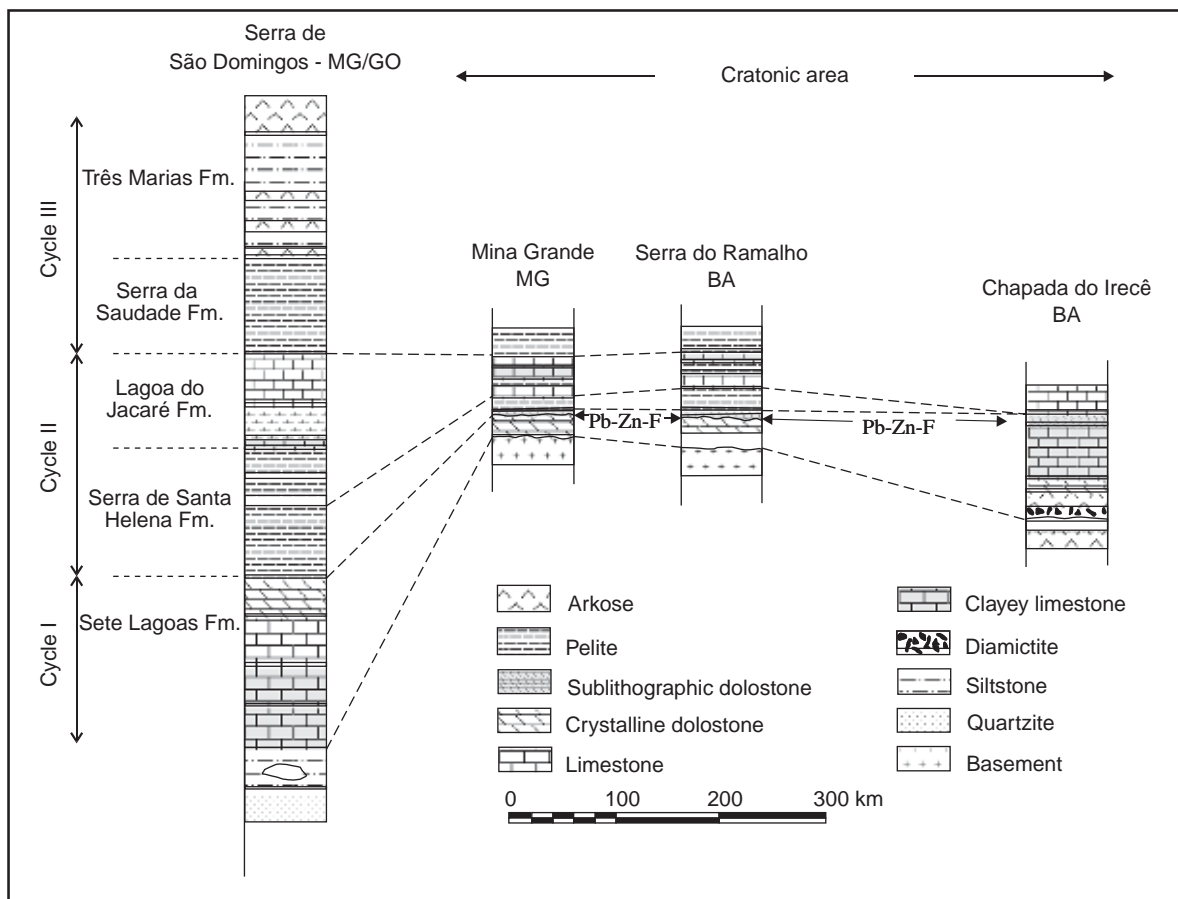 Serra de
São Domingos - MG/GO
Cratonic area
Cycle III
Três Marias Fm.
Serra da
Saudade Fm.
Cycle II
Lagoa do
Jacaré Fm.
Serra de Santa
Helena Fm.
Cycle I
Sete Lagoas Fm.
Mina Grande
MG
Serra do Ramalho
BA
Chapada do Irecê
BA
Pb-Zn-F
Pb-Zn-F
Arkose
Pelite
Sublithographic dolostone
Crystalline dolostone
Limestone
Clayey limestone
Diamictite
Siltstone
Quartzite
Basement
0 100 200 300 km